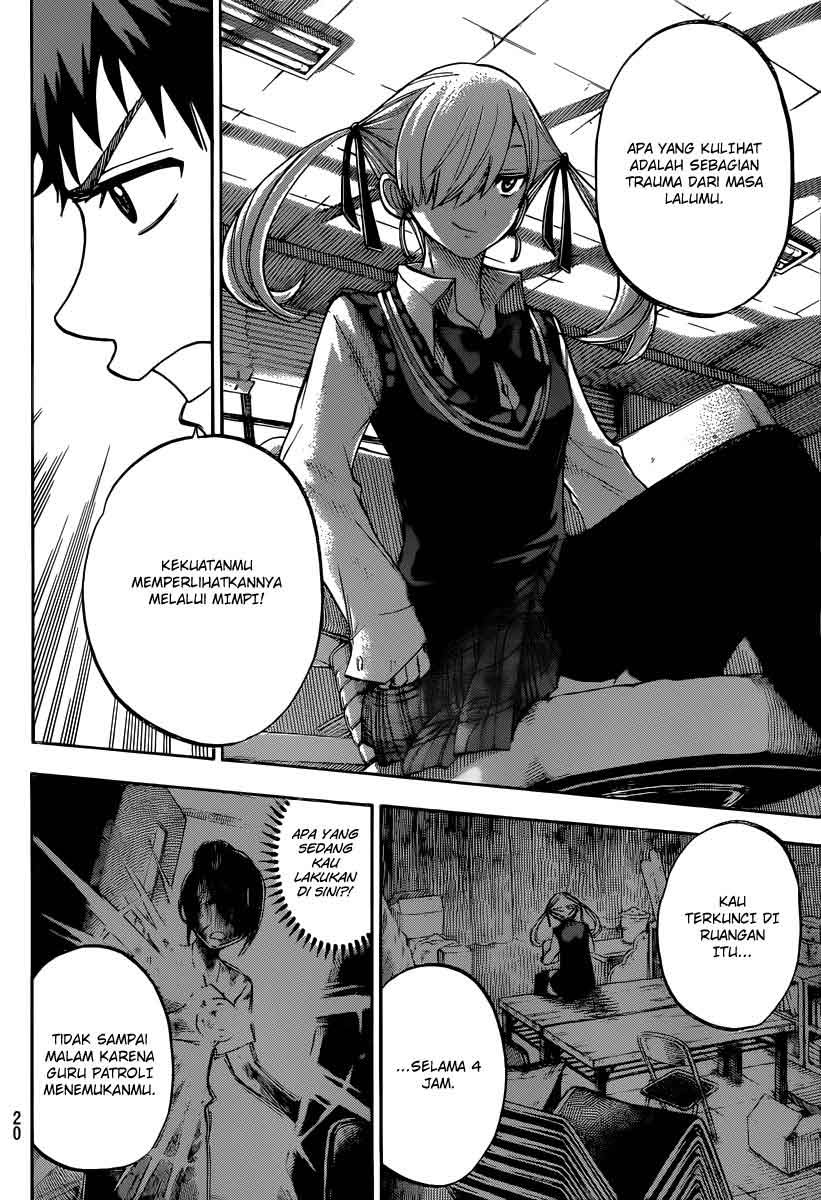 APA YANG KULIHAT
ADALAH SEBAGIAN
TRAUMA DARI MASA
LALUMU.
KEKUATANMU
MEMPERLIHATKANNYA
MELALUI MIMPI!
KAU
TERKUNCI DI
RUANGAN
ITU...
...SELAMA 4
JAM.
APA YANG
SEDANG
KAU
LAKUKAN
DI SINI?!
TIDAK SAMPAI
MALAM KARENA
GURU PATROLI
MENEMUKANMU.
20